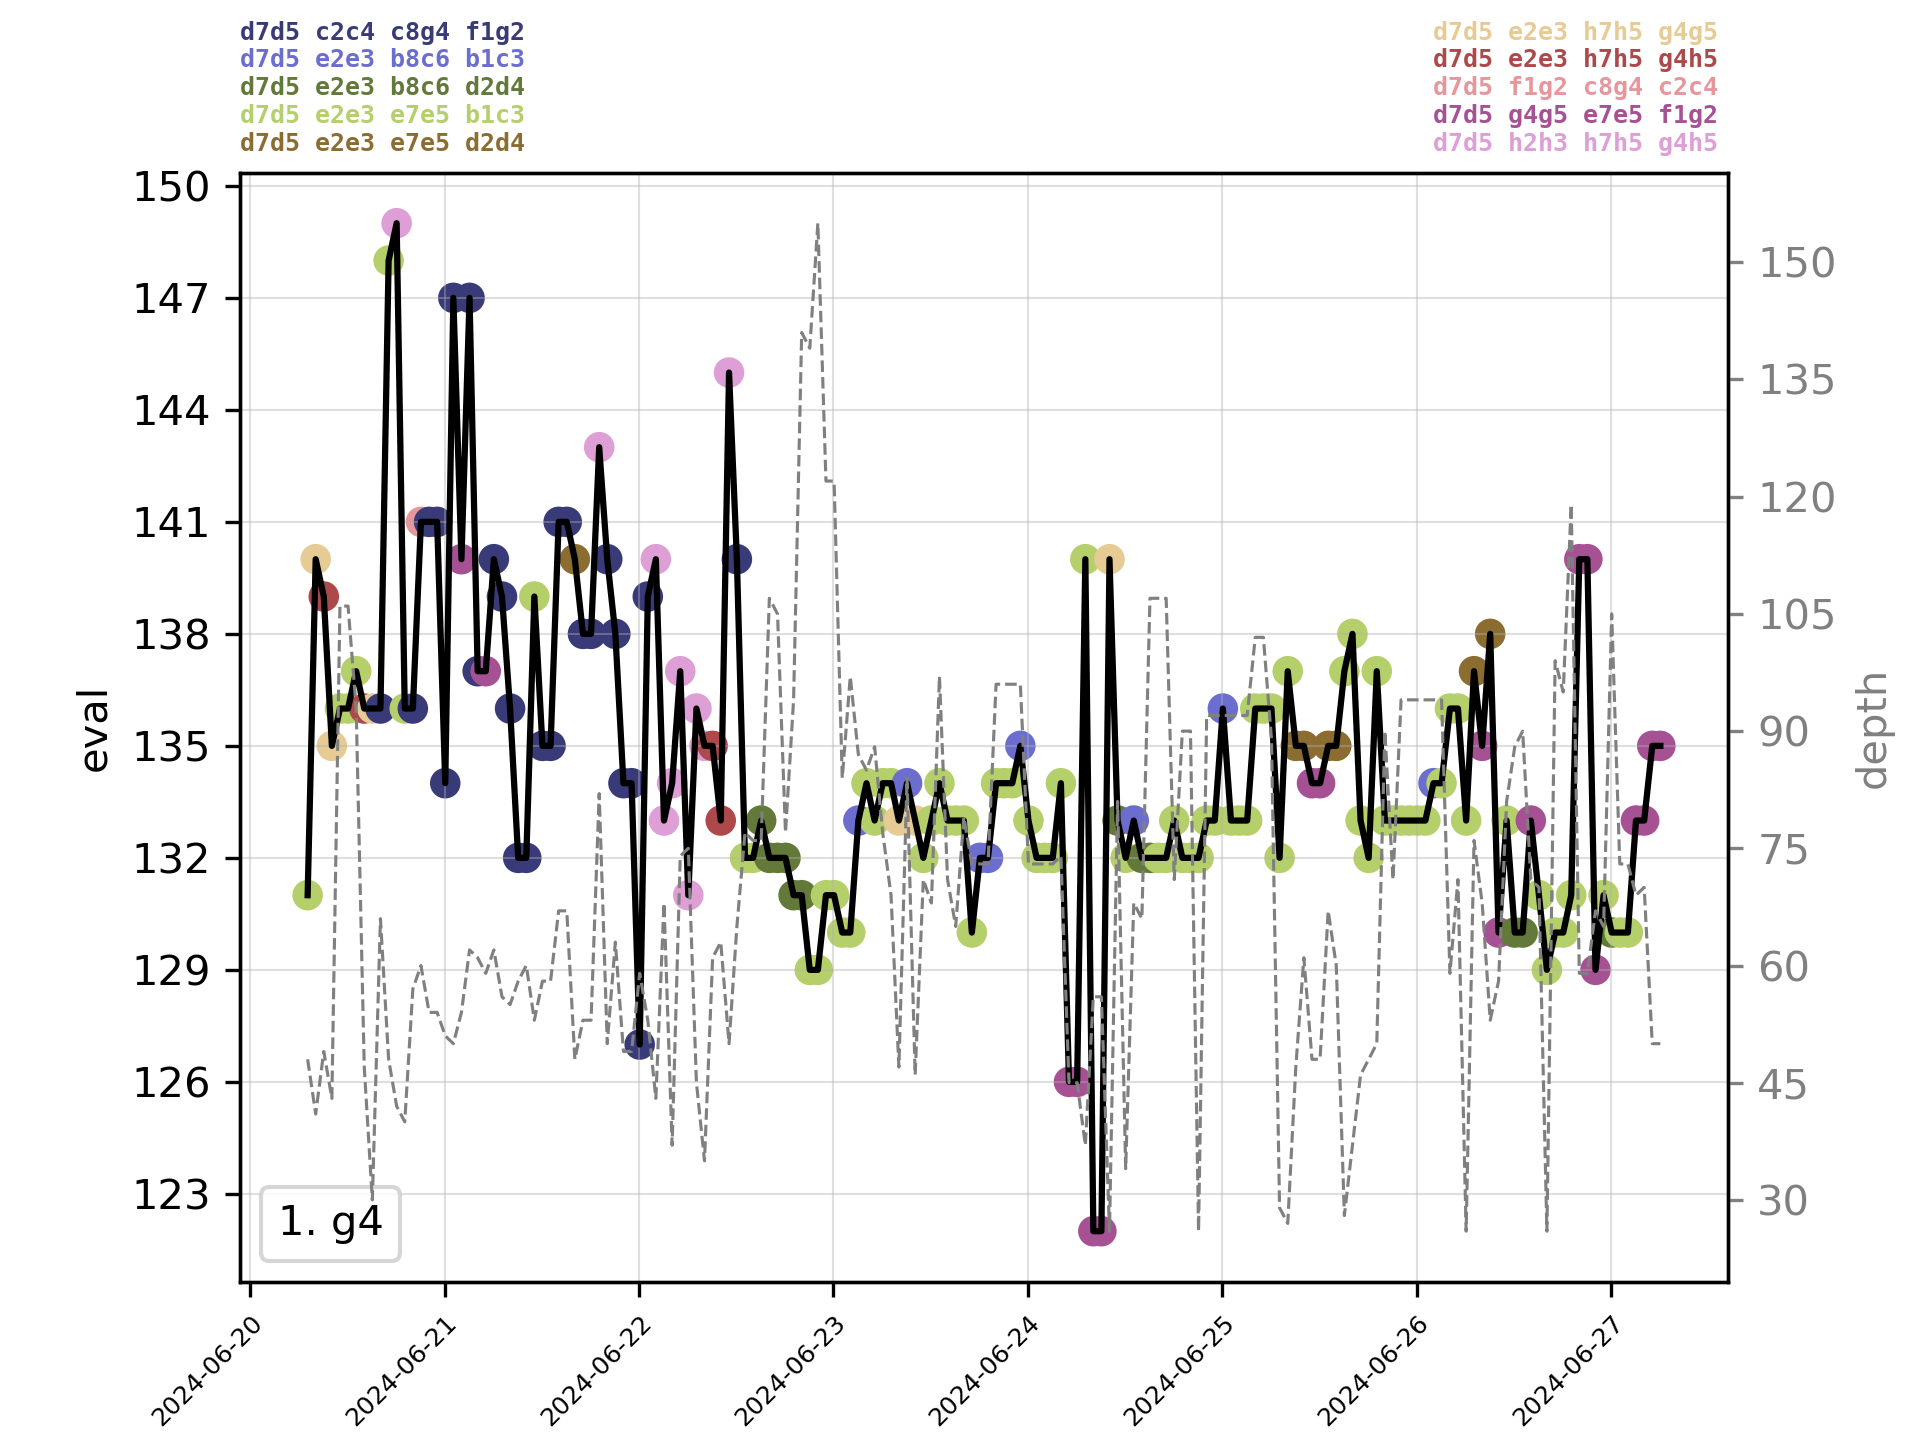 d7d5 c2c4 c8g4 f1g2
d7d5 e2e3 b8c6 b1c3
d7d5 e2e3 b8c6 d2d4
d7d5 e2e3 e7e5 b1c3
d7d5 e2e3 e7e5 d2d4
d7d5 e2e3 h7h5 g4g5
d7d5 e2e3 h7h5 g4h5
d7d5 f1g2 c8g4 c2c4
d7d5 g4g5 e7e5 f1g2
d7d5 h2h3 h7h5 g4h5
eval
150
147
144
141
138
135
132
129
126
123
depth
150
135
120
105
90
75
60
45
30
1. g4
2024-06-20
2024-06-21
2024-06-22
2024-06-23
2024-06-24
2024-06-25
2024-06-26
2024-06-27